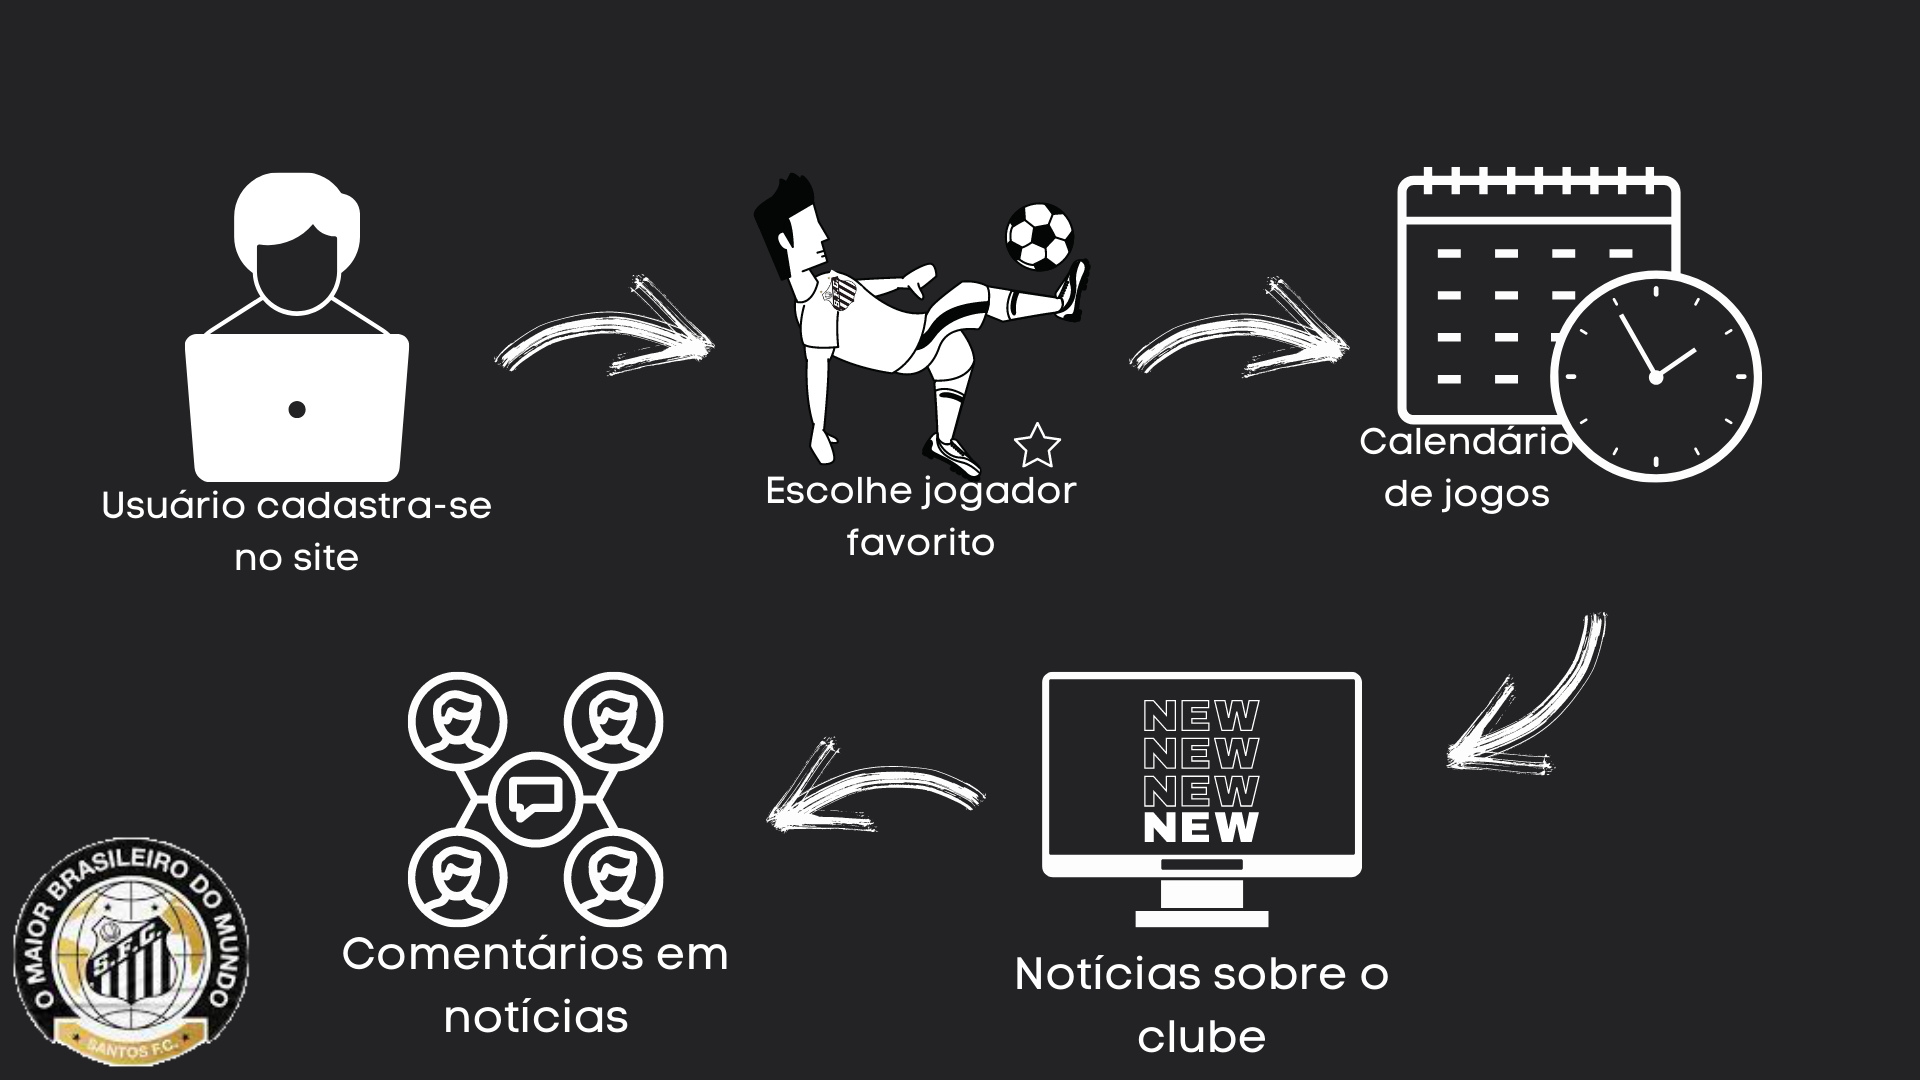 Usuário cadastra-se
no site
Escolhe jogador
favorito
Calendário
de jogos
NEW
NEW
NEW
NEW
Notícias sobre o
clube
Comentários em
notícias
O MAIOR BRASILEIRO DO MUNDO
S.F.C.
SANTOS F.C.